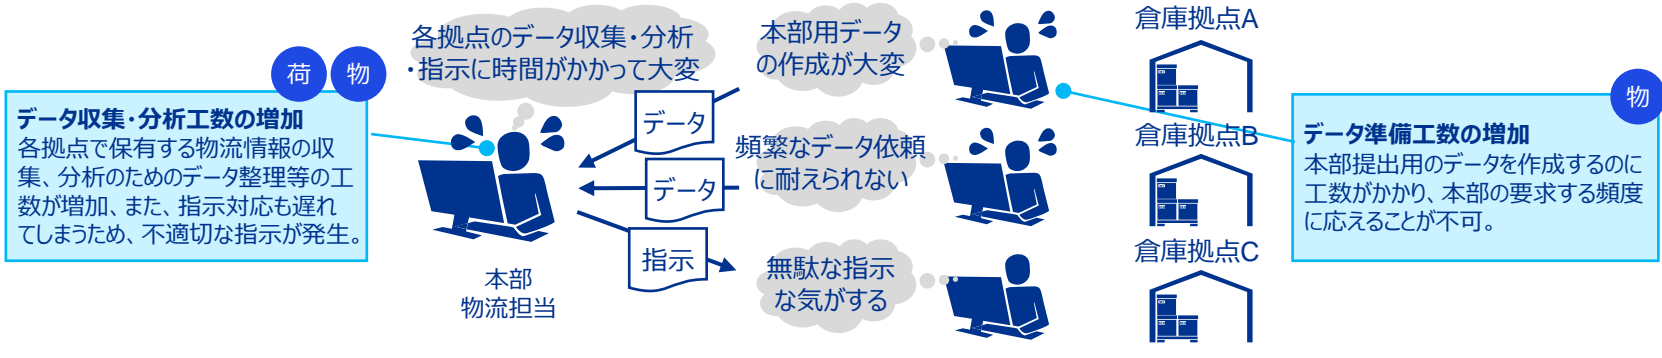 荷
物
データ収集・分析工数の増加
各拠点で保有する物流情報の収
集、分析のためのデータ整理等の工
数が増加、また、指示対応も遅れ
てしまうため、不適切な指示が発生。
各拠点のデータ収集・分析
・指示に時間がかかって大変
本部
物流担当
データ
データ
指示
本部用データ
の作成が大変
頻繁なデータ依頼
に耐えられない
無駄な指示
な気がする
倉庫拠点A
倉庫拠点B
倉庫拠点C
物
データ準備工数の増加
本部提出用のデータを作成するのに
工数がかかり、本部の要求する頻度
に応えることが不可。